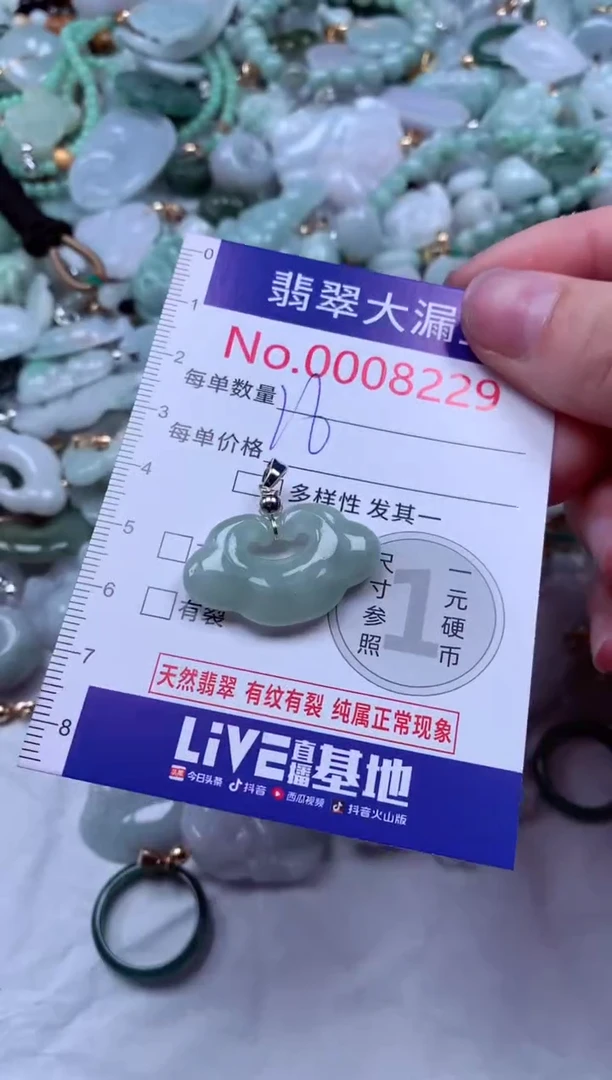 0
翡翠大漏
1
No.0008229
2
每单数量
3
每单价格
4
多样性 发其一
5
6
有裂
尺寸参照
1
一元硬币
7
天然翡翠 有纹有裂 纯属正常现象
8
LiVE直播基地
头条 今日头条 抖音 西瓜视频 抖音火山版